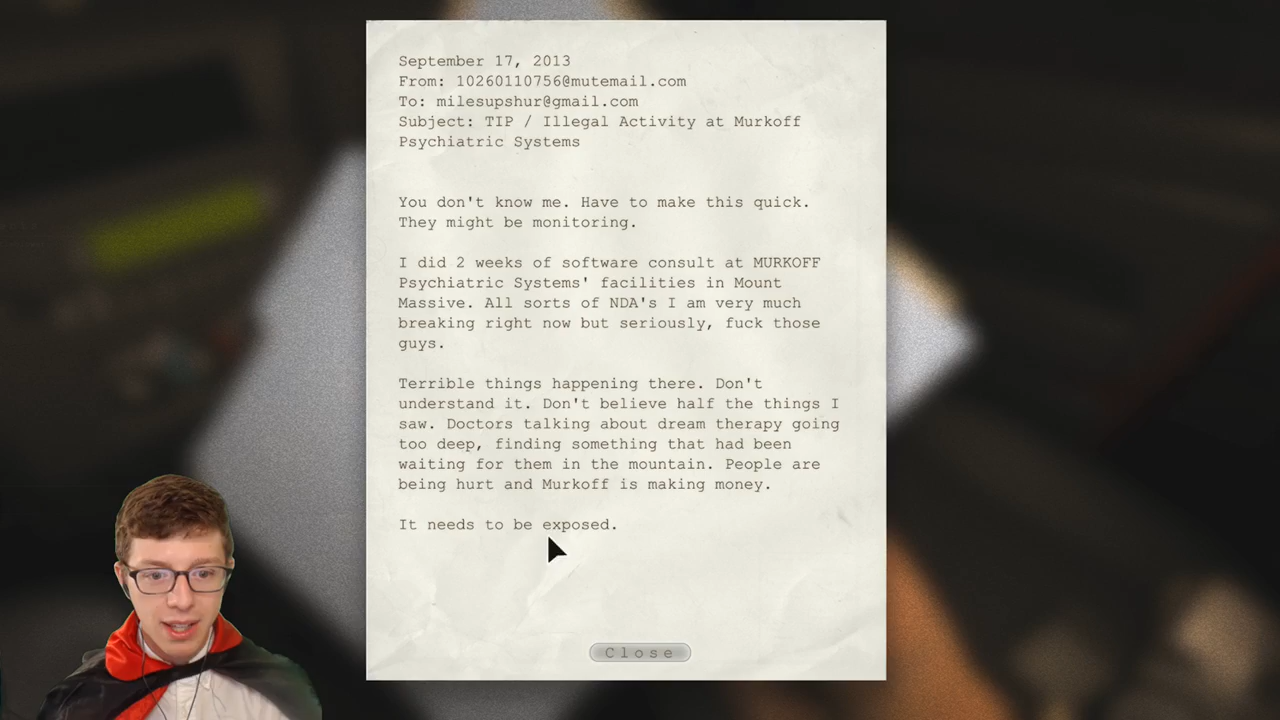 September 17, 2013
From: 10260110756@mutemail.com
To: milesupshur@gmail.com
Subject: TIP / Illegal Activity at Murkoff
Psychiatric Systems
You don't know me. Have to make this quick.
They might be monitoring.
I did 2 weeks of software consult at MURKOFF
Psychiatric Systems' facilities in Mount
Massive. All sorts of NDA's I am very much
breaking right now but seriously, fuck those
guys.
Terrible things happening there. Don't
understand it. Don't believe half the things I
saw. Doctors talking about dream therapy going
too deep, finding something that had been
waiting for them in the mountain. People are
being hurt and Murkoff is making money.
It needs to be exposed.
Close